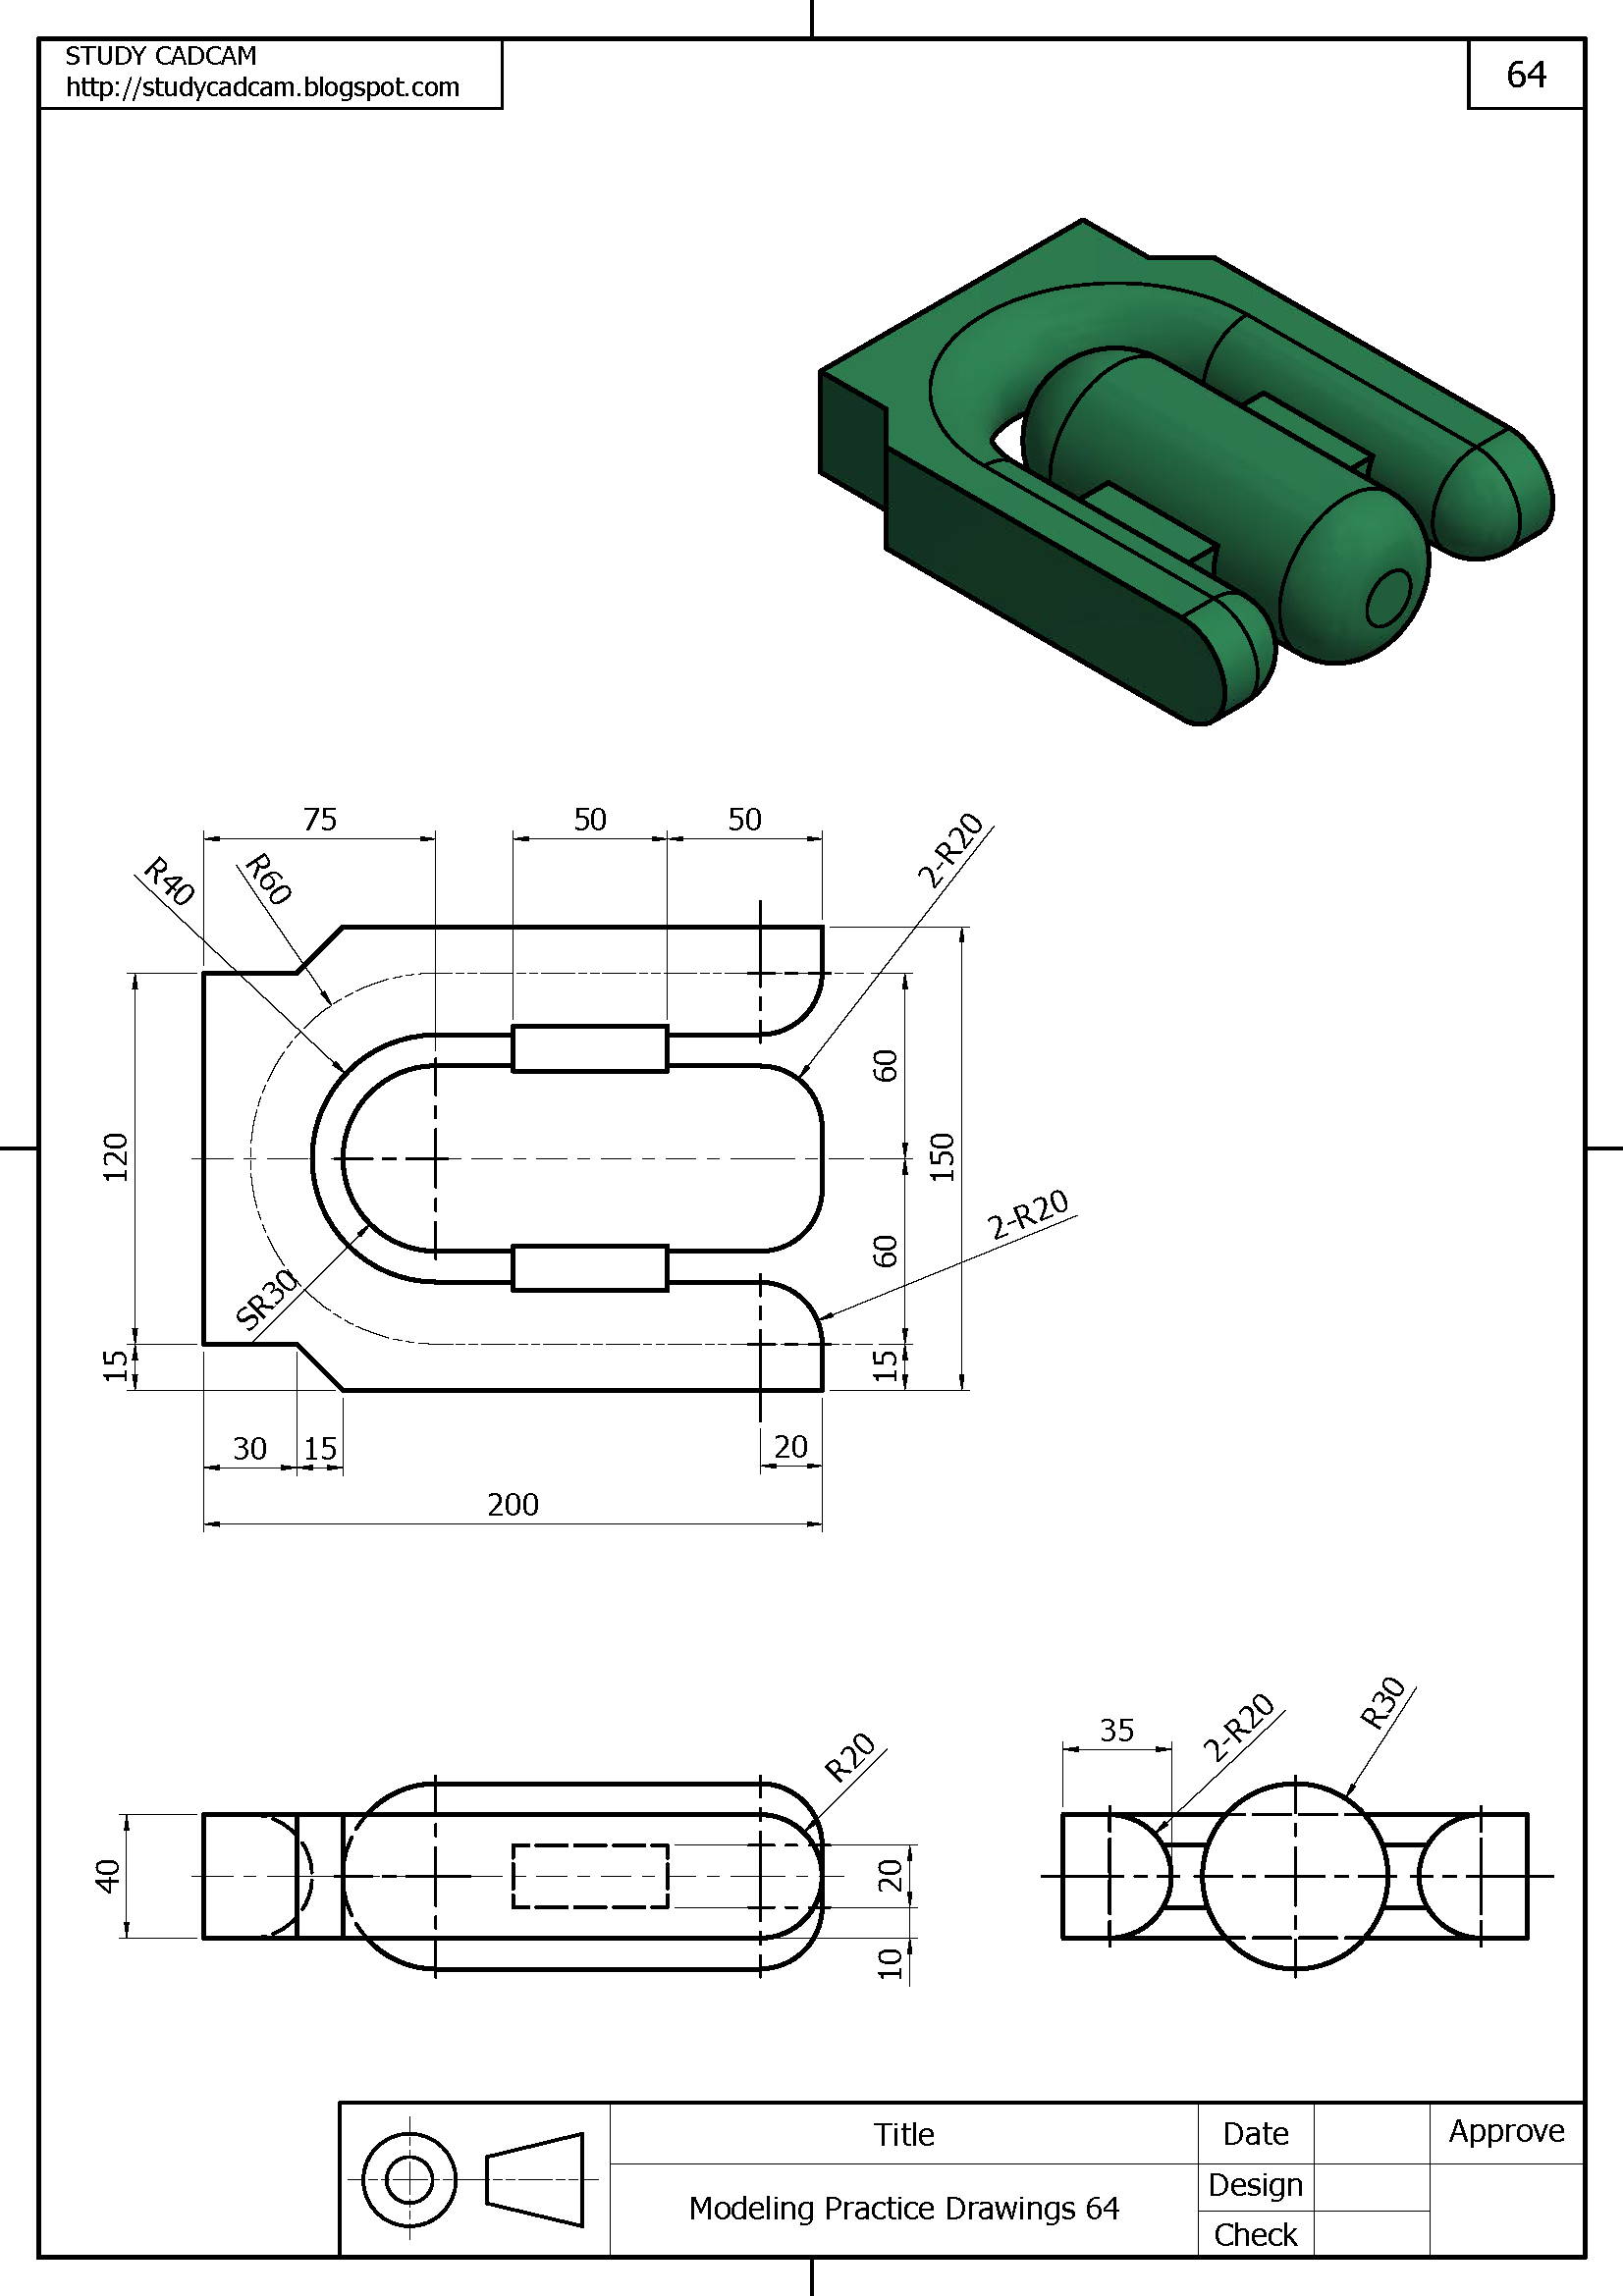 STUDY CADCAM
http://studycadcam.blogspot.com
64
75
50
50
2-R20
R40
R60
120
60
150
60
2-R20
SR30
15
15
30
15
20
200
R20
40
20
10
35
2-R20
R30
Title
Date
Approve
Modeling Practice Drawings 64
Design
Check